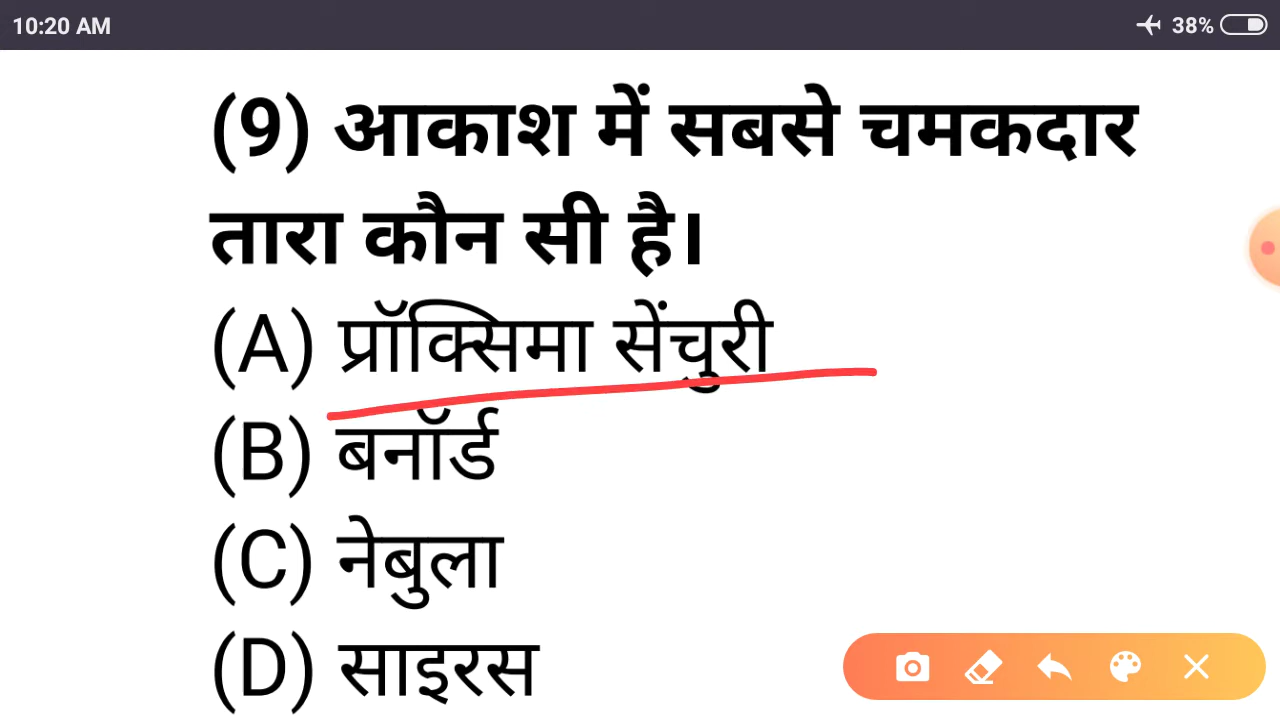 10:20 AM 38%
(9) आकाश में सबसे चमकदार
तारा कौन सी है।
(A) प्रॉक्सिमा सेंचुरी
(B) बनॉर्ड
(C) नेबुला
(D) साइरस